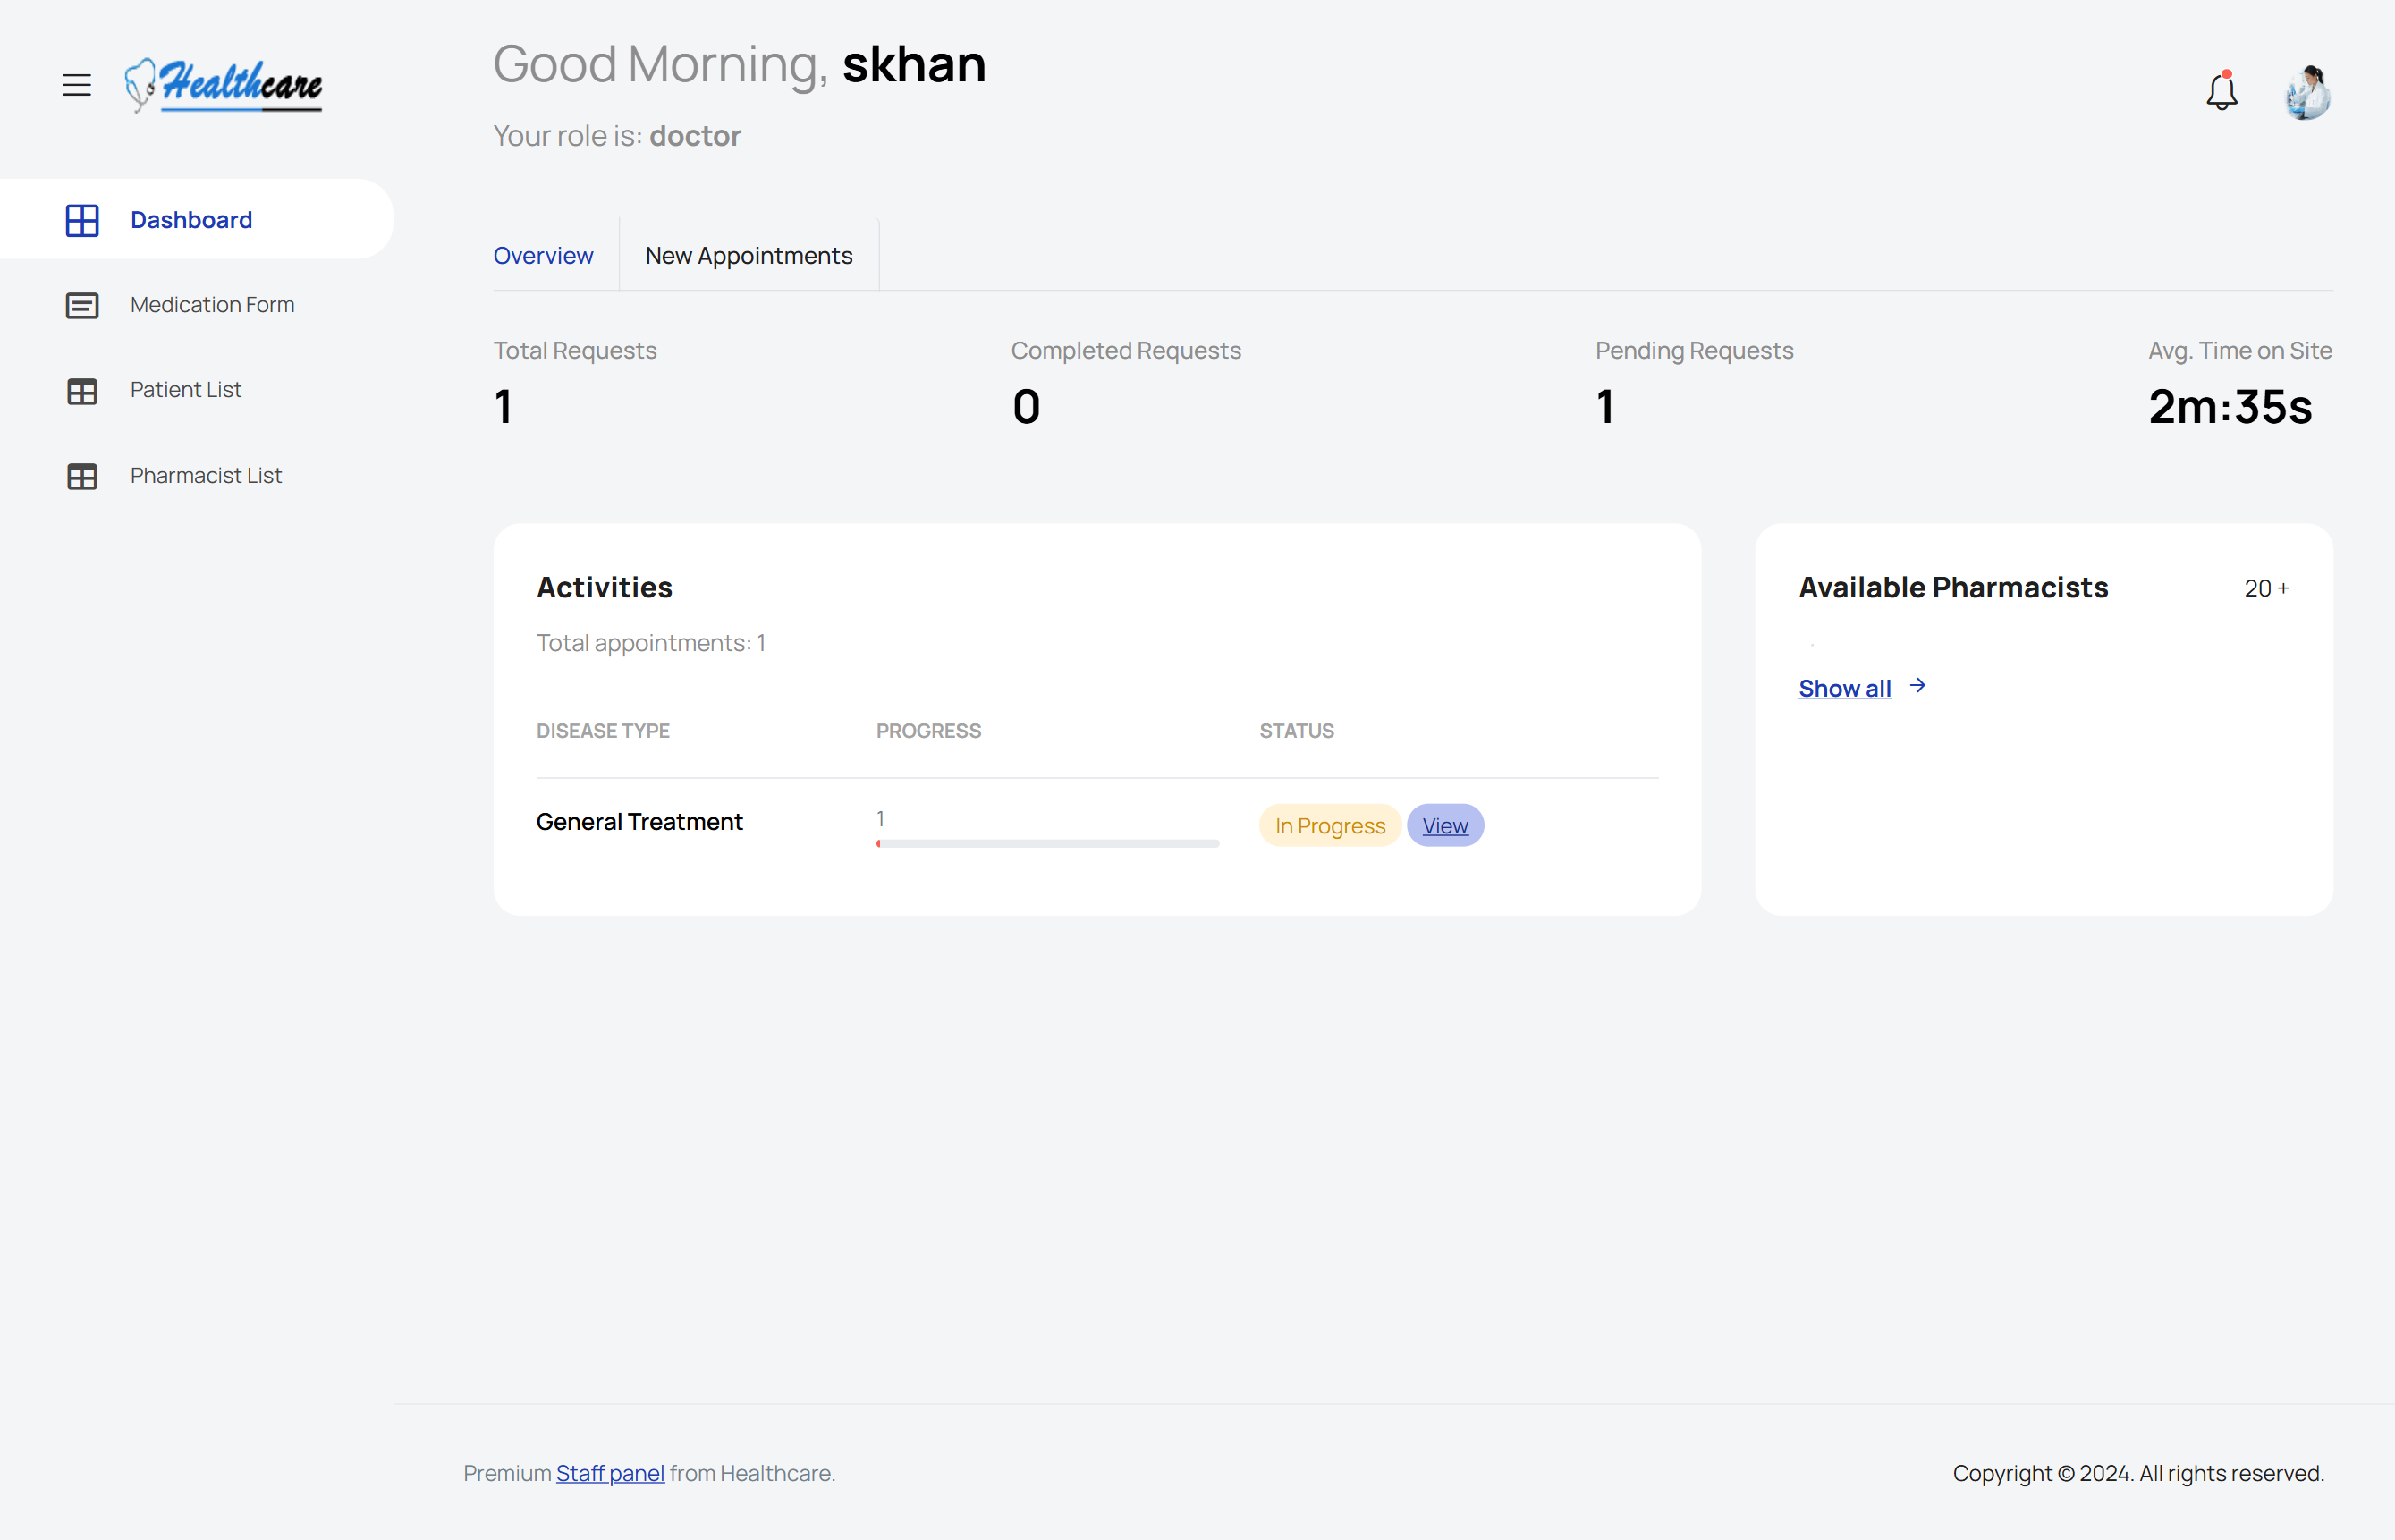 Healthcare
Good Morning, skhan
Your role is: doctor
Dashboard
Medication Form
Patient List
Pharmacist List
Overview
New Appointments
Total Requests
1
Completed Requests
0
Pending Requests
1
Avg. Time on Site
2m:35s
Activities
Total appointments: 1
DISEASE TYPE PROGRESS STATUS
General Treatment 1 In Progress View
Available Pharmacists 20 +
Show all
Premium Staff panel from Healthcare.
Copyright © 2024. All rights reserved.